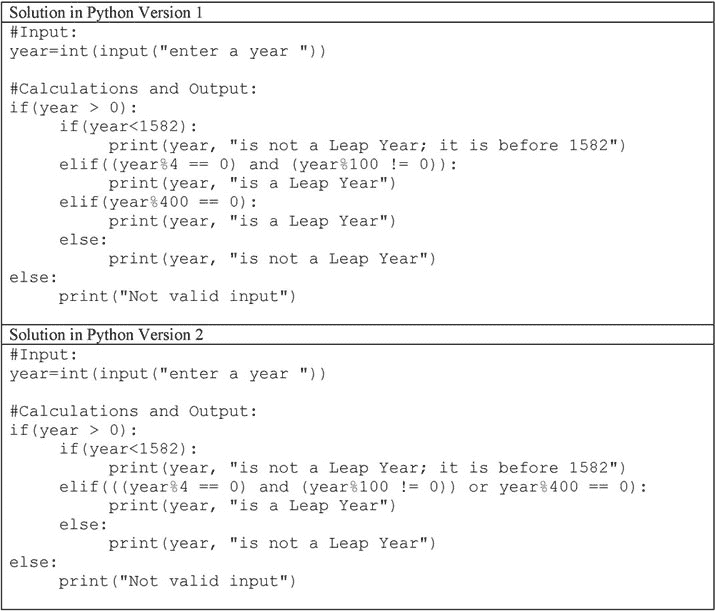 Solution in Python Version 1
#Input:
year=int(input("enter a year "))
#Calculations and Output:
if(year > 0):
     if(year<1582):
          print(year, "is not a Leap Year; it is before 1582")
     elif((year%4 == 0) and (year%100 != 0)):
          print(year, "is a Leap Year")
     elif(year%400 == 0):
          print(year, "is a Leap Year")
     else:
          print(year, "is not a Leap Year")
else:
     print("Not valid input")
Solution in Python Version 2
#Input:
year=int(input("enter a year "))
#Calculations and Output:
if(year > 0):
     if(year<1582):
          print(year, "is not a Leap Year; it is before 1582")
     elif(((year%4 == 0) and (year%100 != 0)) or year%400 == 0):
          print(year, "is a Leap Year")
     else:
          print(year, "is not a Leap Year")
else:
     print("Not valid input")